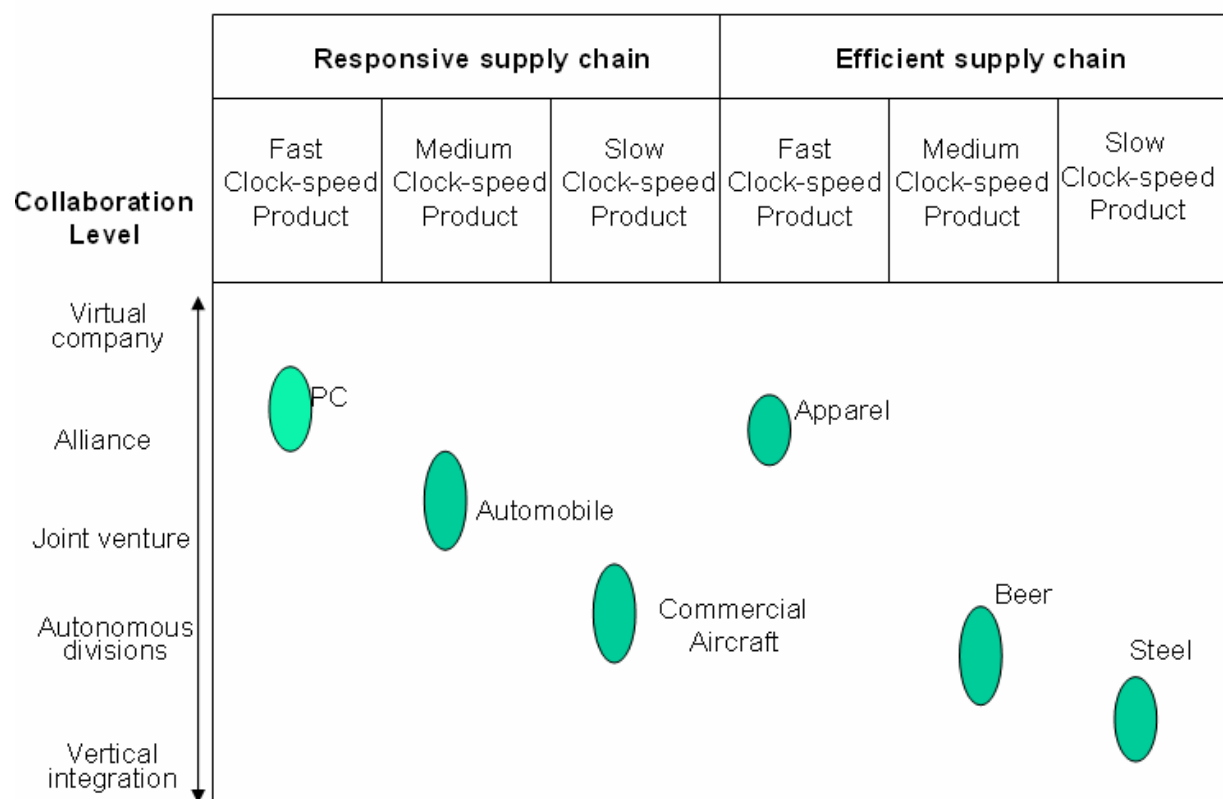 Responsive supply chain
Efficient supply chain
Collaboration
Level
Fast
Clock-speed
Product
Medium
Clock-speed
Product
Slow
Clock-speed
Product
Fast
Clock-speed
Product
Medium
Clock-speed
Product
Slow
Clock-speed
Product
Virtual
company
PC
Apparel
Alliance
Automobile
Joint venture
Commercial
Aircraft
Beer
Autonomous
divisions
Steel
Vertical
integration